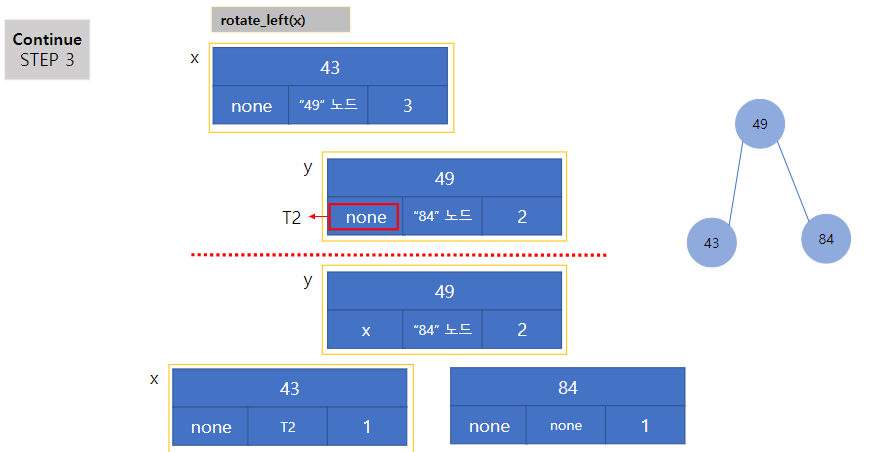 Continue
STEP 3
rotate_left(x)
x
43
none
“49” 노드
3
y
49
T2
none
“84” 노드
2
y
49
x
“84” 노드
2
x
43
none
T2
1
84
none
none
1
49
43
84